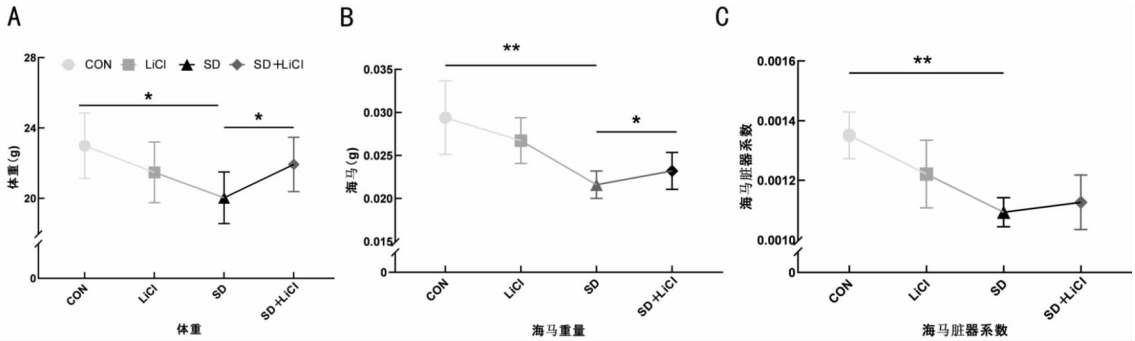 A
28
24
20
0
体重(g)
CON LiCl SD SD+LiCl
*
*
CON LiCl SD SD+LiCl
体重
B
0.035
0.030
0.025
0.020
0.015
0
海马(g)
**
*
CON LiCl SD SD+LiCl
海马重量
C
0.0016
0.0014
0.0012
0.0010
0
海马脏器系数
**
CON LiCl SD SD+LiCl
海马脏器系数